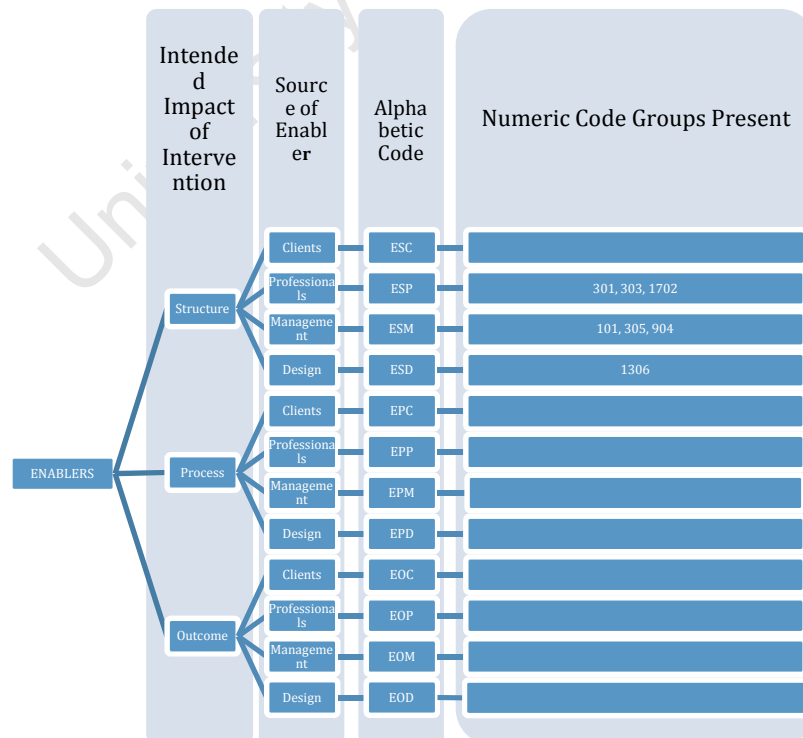 Intende
d
Impact
of
Interve
ntion
Sourc
e of
Enabl
er
Alpha
betic
Code
Numeric Code Groups Present
ENABLERS
Structure
Clients
ESC
Professiona
ls
ESP
301, 303, 1702
Manageme
nt
ESM
101, 305, 904
Design
ESD
1306
Process
Clients
EPC
Professiona
ls
EPP
Manageme
nt
EPM
Design
EPD
Outcome
Clients
EOC
Professiona
ls
EOP
Manageme
nt
EOM
Design
EOD